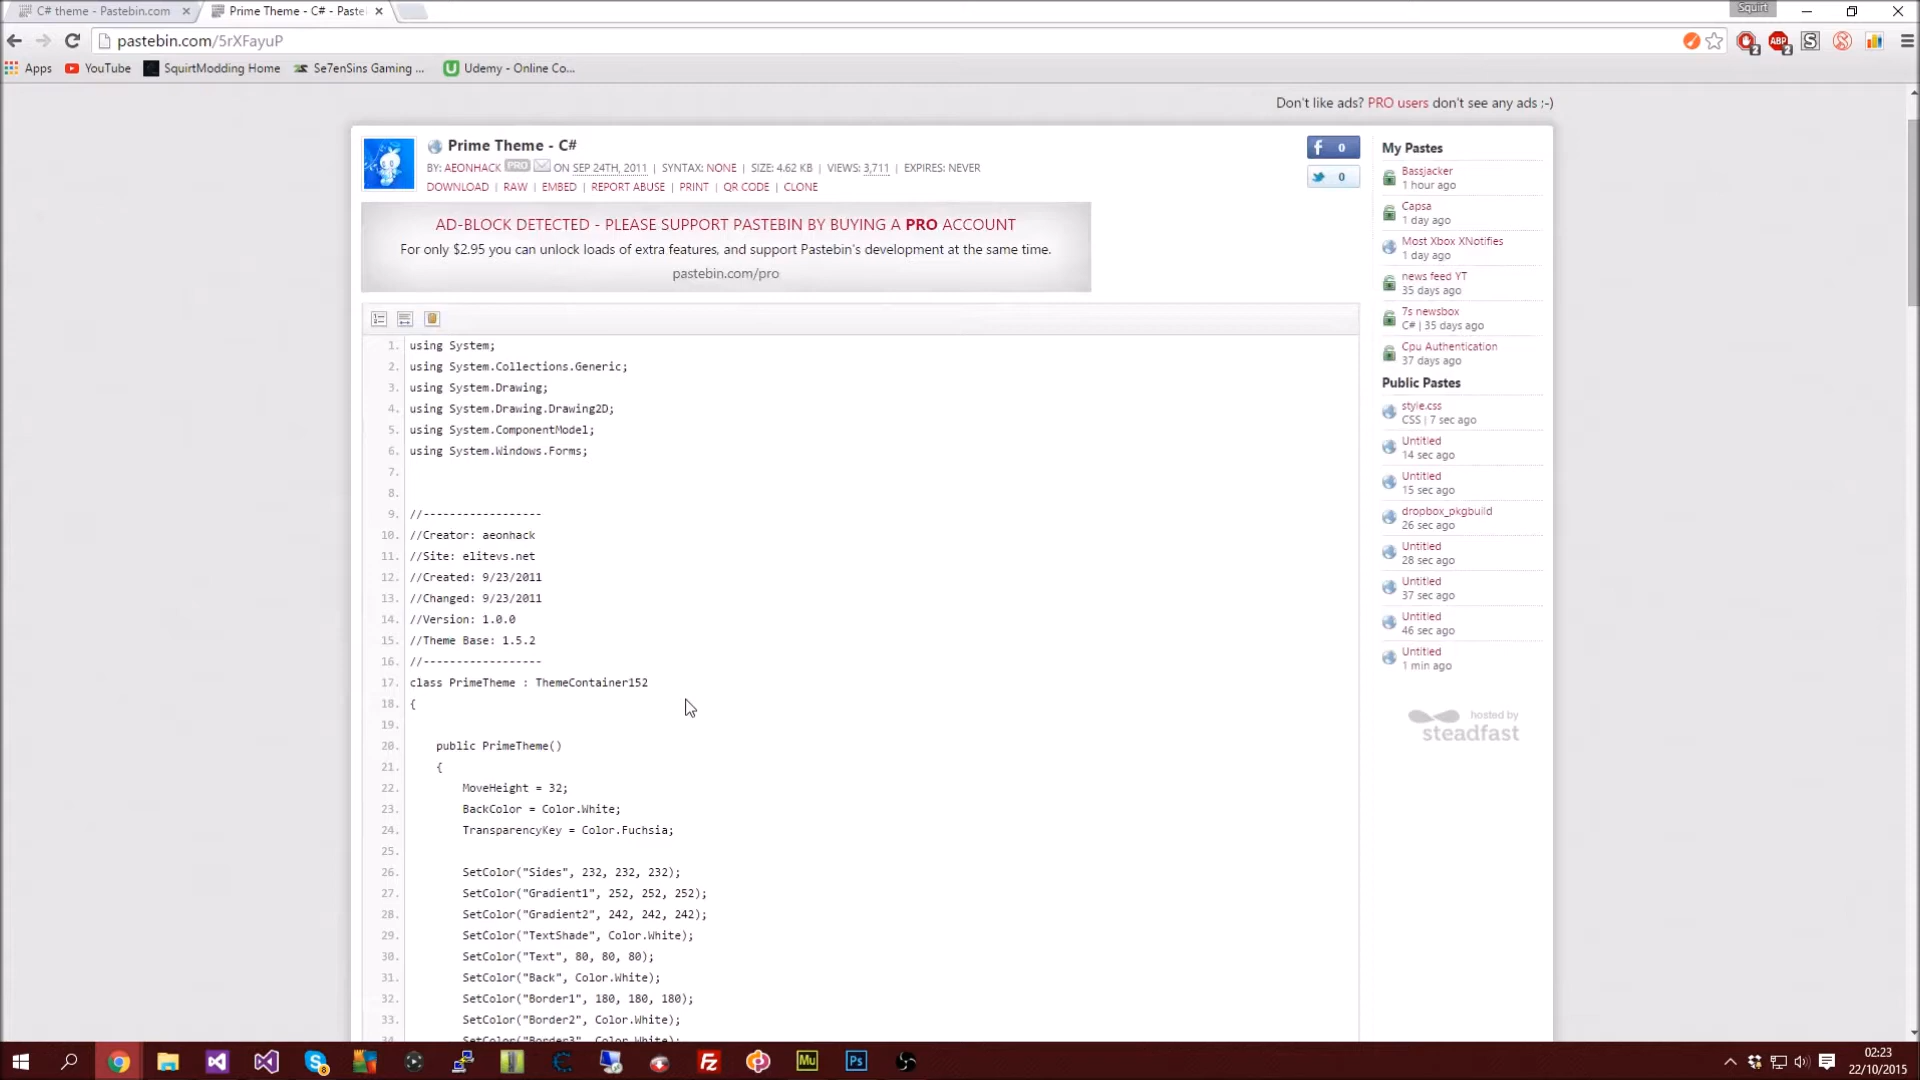 C# theme - Pastebin.com
Prime Theme - C# - Paste
Squirt
pastebin.com/5rXFayuP
Apps
YouTube
SquirtModding Home
Se7enSins Gaming ...
Udemy - Online Co...
Don't like ads? PRO users don't see any ads ;-)
Prime Theme - C#
BY: AEONHACK PRO ON SEP 24TH, 2011 | SYNTAX: NONE | SIZE: 4.62 KB | VIEWS: 3,711 | EXPIRES: NEVER
DOWNLOAD | RAW | EMBED | REPORT ABUSE | PRINT | QR CODE | CLONE
0
0
AD-BLOCK DETECTED - PLEASE SUPPORT PASTEBIN BY BUYING A PRO ACCOUNT
For only $2.95 you can unlock loads of extra features, and support Pastebin's development at the same time.
pastebin.com/pro
1. using System;
2. using System.Collections.Generic;
3. using System.Drawing;
4. using System.Drawing.Drawing2D;
5. using System.ComponentModel;
6. using System.Windows.Forms;
7.
8.
9. //------------------
10. //Creator: aeonhack
11. //Site: elitevs.net
12. //Created: 9/23/2011
13. //Changed: 9/23/2011
14. //Version: 1.0.0
15. //Theme Base: 1.5.2
16. //------------------
17. class PrimeTheme : ThemeContainer152
18. {
19.
20. public PrimeTheme()
21. {
22. MoveHeight = 32;
23. BackColor = Color.White;
24. TransparencyKey = Color.Fuchsia;
25.
26. SetColor("Sides", 232, 232, 232);
27. SetColor("Gradient1", 252, 252, 252);
28. SetColor("Gradient2", 242, 242, 242);
29. SetColor("TextShade", Color.White);
30. SetColor("Text", 80, 80, 80);
31. SetColor("Back", Color.White);
32. SetColor("Border1", 180, 180, 180);
33. SetColor("Border2", Color.White);
34. SetColor("Border3", Color.White);
My Pastes
Bassjacker
1 hour ago
Capsa
1 day ago
Most Xbox XNotifies
1 day ago
news feed YT
35 days ago
7s newsbox
C# | 35 days ago
Cpu Authentication
37 days ago
Public Pastes
style.css
CSS | 7 sec ago
Untitled
14 sec ago
Untitled
15 sec ago
dropbox_pkgbuild
26 sec ago
Untitled
28 sec ago
Untitled
37 sec ago
Untitled
46 sec ago
Untitled
1 min ago
hosted by
steadfast
02:23
22/10/2015